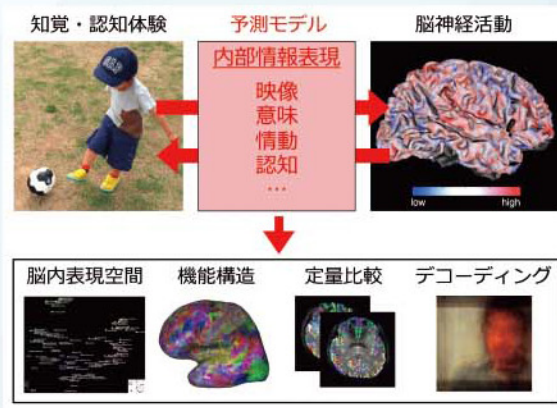 知覚・認知体験
予測モデル
脳神経活動
内部情報表現
映像
意味
情動
認知
…
low
high
脳内表現空間
機能構造
定量比較
デコーディング